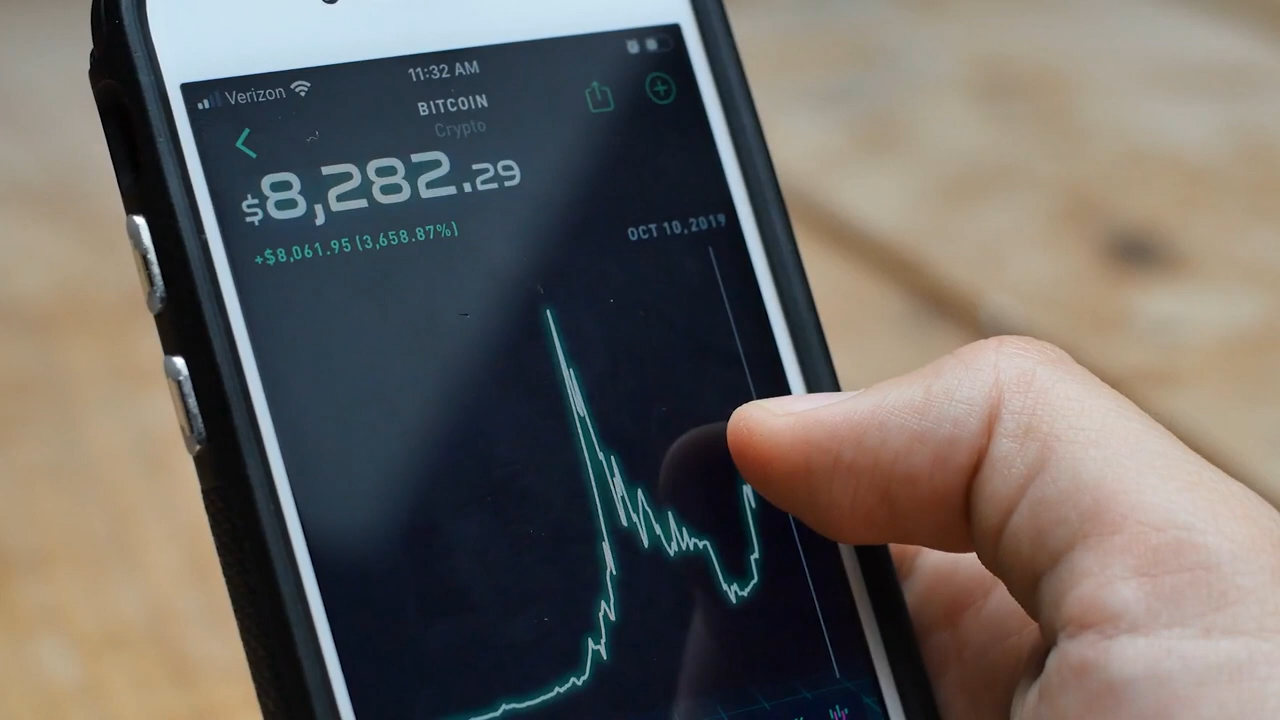 Verizon
11:32 AM
BITCOIN
Crypto
$8,282.29
+$8,061.95 (3,658.87%)
OCT 10, 2019